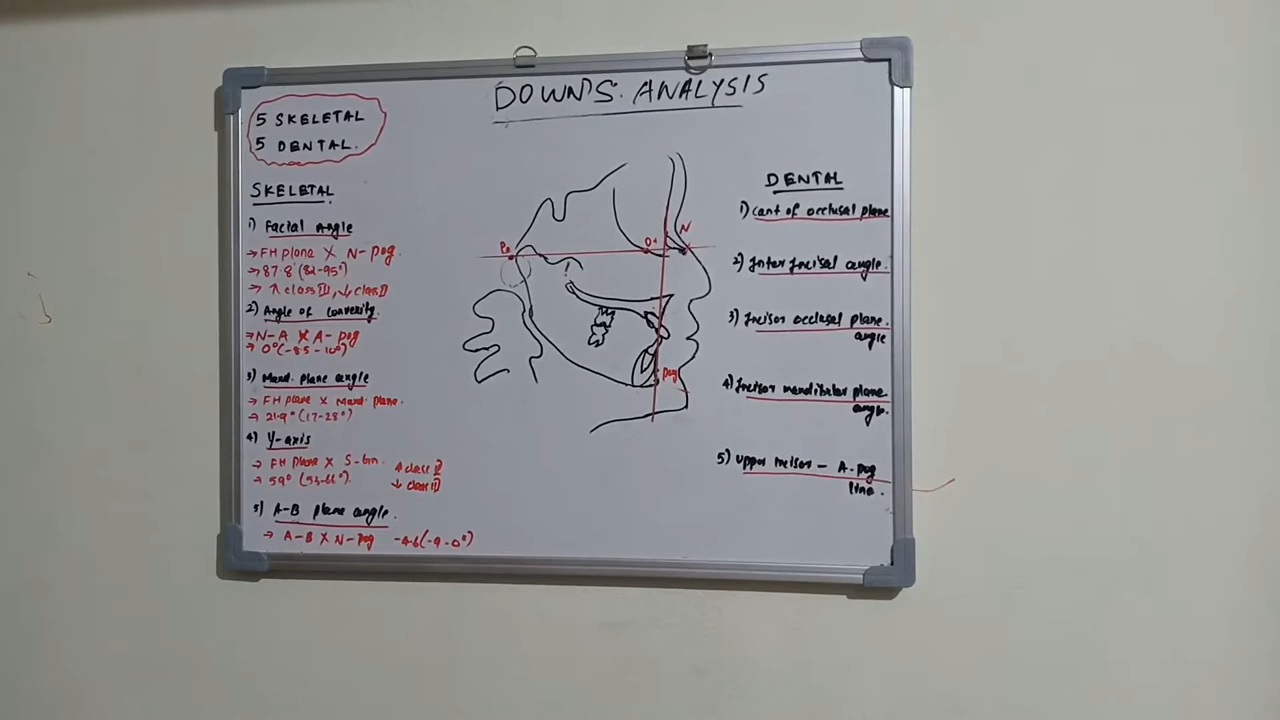 DOWN'S. ANALYSIS
5 SKELETAL
5 DENTAL.
SKELETAL
1) Facial Angle
→ FH plane X N-pog
→ 87.8° (82-95°)
→ ↑ class III, ↓ class II
2) Angle of convexity.
→ N-A X A-pog
→ 0° (-8.5-10°)
3) Mand. plane angle
→ FH plane X Mand. plane.
→ 21.9° (17-28°)
4) Y-axis
→ FH plane X S-Gn
→ 59° (53-66°).
↑ class II
↓ class III
5) A-B plane angle.
→ A-B X N-pog -4.6 (-9-0°)
Po
Or
N
pog
DENTAL
1) cant of occlusal plane
2) Inter Incisal angle.
3) Incisor occlusal plane.
angle
4) Incisor mandibular plane
angle.
5) Upper incisor - A-pog
line.